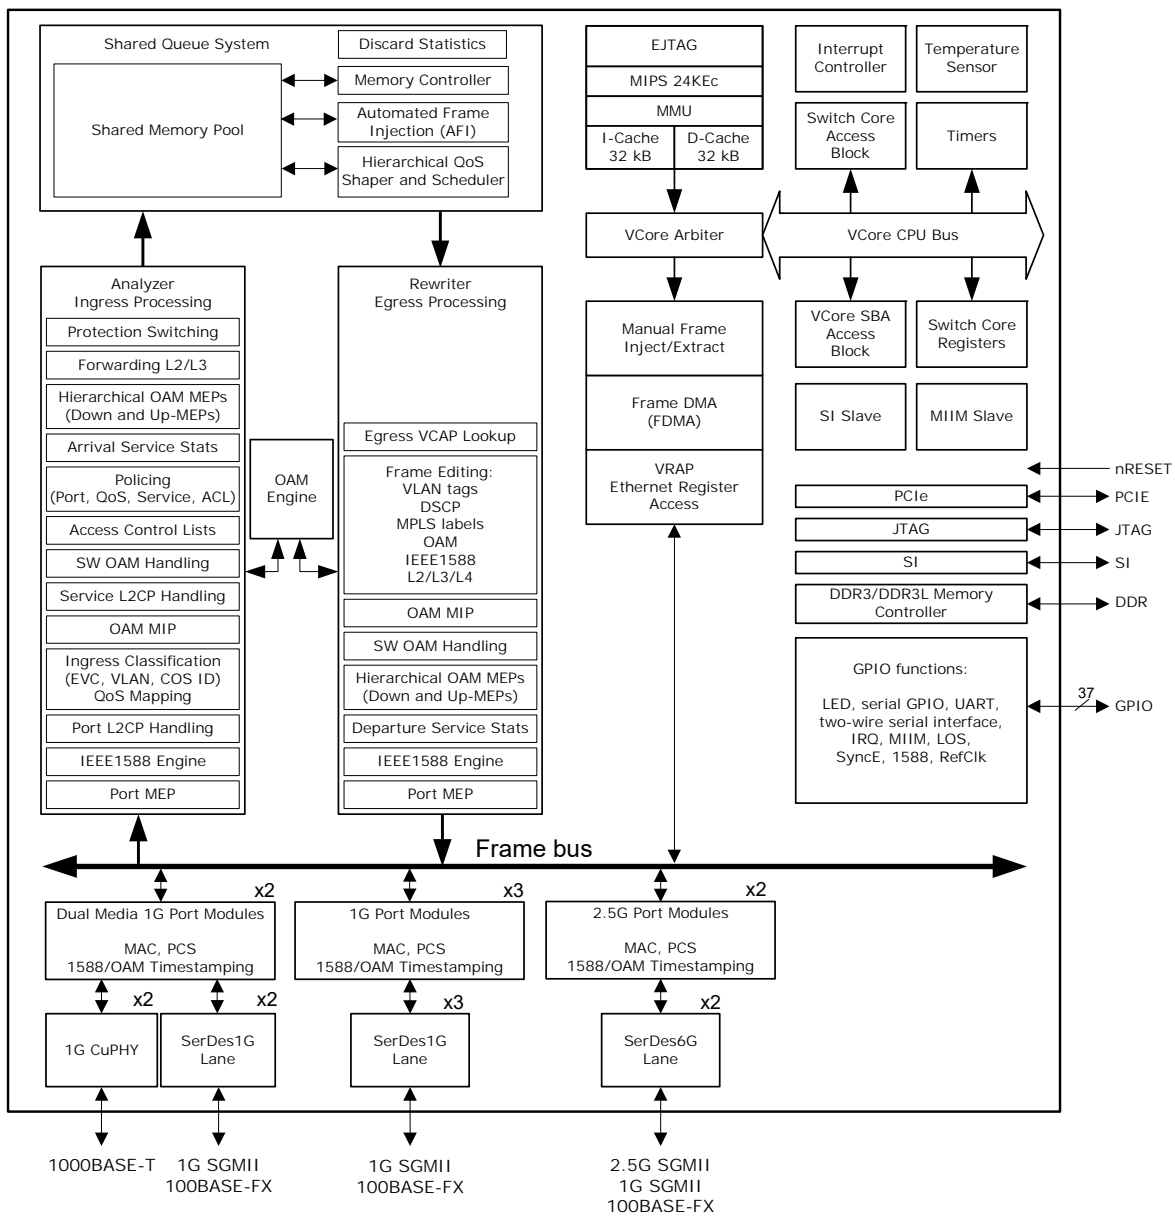 Shared Queue System
Discard Statistics
Shared Memory Pool
Memory Controller
Automated Frame
Injection (AFI)
Hierarchical QoS
Shaper and Scheduler
EJTAG
MIPS 24KEc
MMU
I-Cache
32 kB
D-Cache
32 kB
Interrupt
Controller
Temperature
Sensor
Switch Core
Access
Block
Timers
VCore Arbiter
VCore CPU Bus
Analyzer
Ingress Processing
Protection Switching
Forwarding L2/L3
Hierarchical OAM MEPs
(Down and Up-MEPs)
Arrival Service Stats
Policing
(Port, QoS, Service, ACL)
Access Control Lists
SW OAM Handling
Service L2CP Handling
OAM MIP
Ingress Classification
(EVC, VLAN, COS ID)
QoS Mapping
Port L2CP Handling
IEEE1588 Engine
Port MEP
OAM
Engine
Rewriter
Egress Processing
Egress VCAP Lookup
Frame Editing:
VLAN tags
DSCP
MPLS labels
OAM
IEEE1588
L2/L3/L4
OAM MIP
SW OAM Handling
Hierarchical OAM MEPs
(Down and Up-MEPs)
Departure Service Stats
IEEE1588 Engine
Port MEP
Manual Frame
Inject/Extract
Frame DMA
(FDMA)
VRAP
Ethernet Register
Access
VCore SBA
Access
Block
Switch Core
Registers
SI Slave
MIIM Slave
nRESET
PCIe
PCIE
JTAG
JTAG
SI
SI
DDR3/DDR3L Memory
Controller
DDR
GPIO functions:
LED, serial GPIO, UART,
two-wire serial interface,
IRQ, MIIM, LOS,
SyncE, 1588, RefClk
37
GPIO
Frame bus
x2
Dual Media 1G Port Modules
MAC, PCS
1588/OAM Timestamping
x3
1G Port Modules
MAC, PCS
1588/OAM Timestamping
x2
2.5G Port Modules
MAC, PCS
1588/OAM Timestamping
x2
1G CuPHY
x2
SerDes1G
Lane
x3
SerDes1G
Lane
x2
SerDes6G
Lane
1000BASE-T
1G SGMII
100BASE-FX
1G SGMII
100BASE-FX
2.5G SGMII
1G SGMII
100BASE-FX